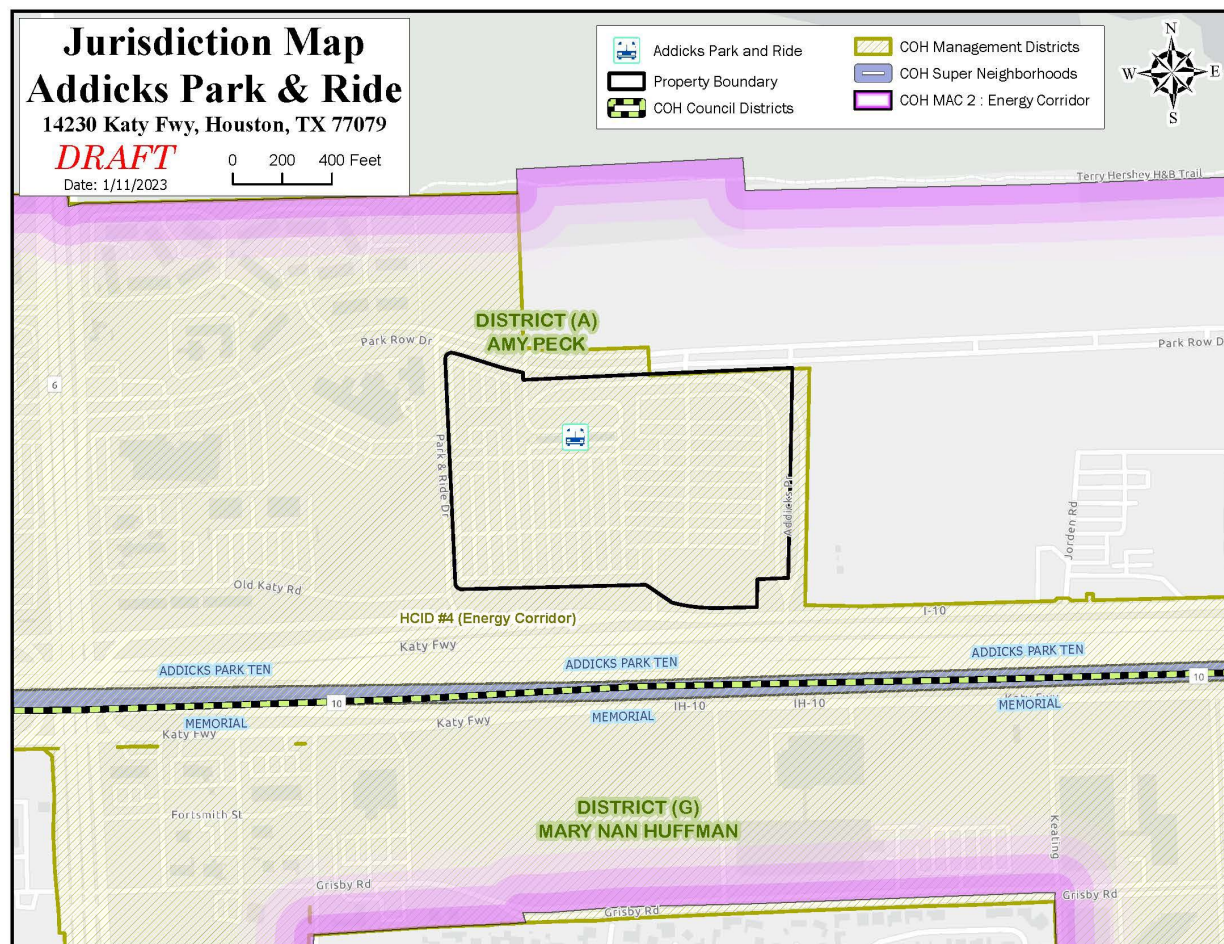 Jurisdiction Map
Addicks Park & Ride
14230 Katy Fwy, Houston, TX 77079
DRAFT
0 200 400 Feet
Date: 1/11/2023
Addicks Park and Ride
Property Boundary
COH Council Districts
COH Management Districts
COH Super Neighborhoods
COH MAC 2 : Energy Corridor
N
W
E
S
Terry Hershey H&B Trail
DISTRICT (A)
AMY PECK
Park Row Dr
Park Row D
6
Park & Ride Dr
Addicks Dr
Jorden Rd
Old Katy Rd
HCID #4 (Energy Corridor)
I-10
Katy Fwy
ADDICKS PARK TEN
ADDICKS PARK TEN
ADDICKS PARK TEN
10
10
MEMORIAL
MEMORIAL
MEMORIAL
IH-10
IH-10
Katy Fwy
Katy Fwy
Fortsmith St
DISTRICT (G)
MARY NAN HUFFMAN
Keating
Grisby Rd
Grisby Rd
Grisby Rd